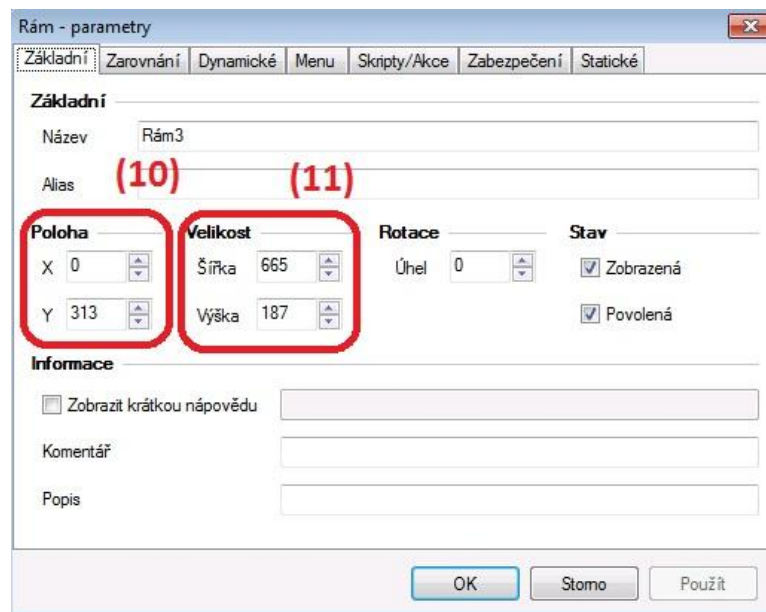 Rám - parametry
Základní Zarovnání Dynamické Menu Skripty/Akce Zabezpečení Statické
Základní
Název Rám3
Alias (10) (11)
Poloha Velikost Rotace Stav
X 0 Šířka 665 Úhel 0 Zobrazená
Y 313 Výška 187 Povolená
Informace
Zobrazit krátkou nápovědu
Komentář
Popis
OK Storno Použít